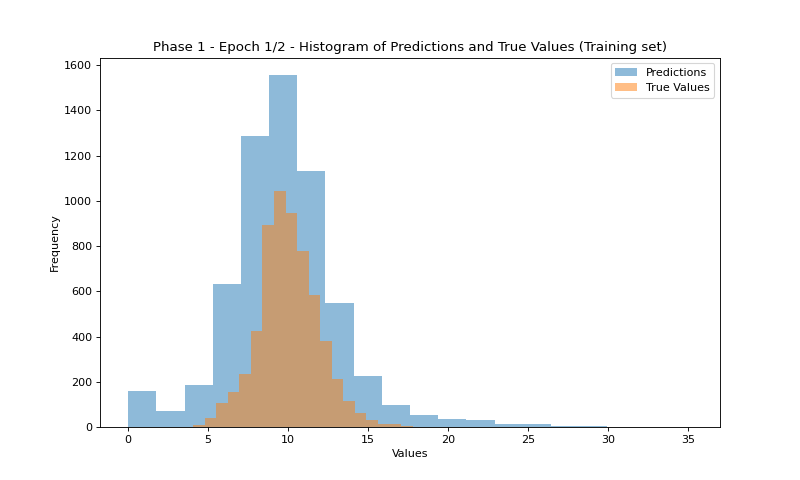 Phase 1 - Epoch 1/2 - Histogram of Predictions and True Values (Training set)
Predictions
True Values
Frequency
1600
1400
1200
1000
800
600
400
200
0
0 5 10 15 20 25 30 35
Values